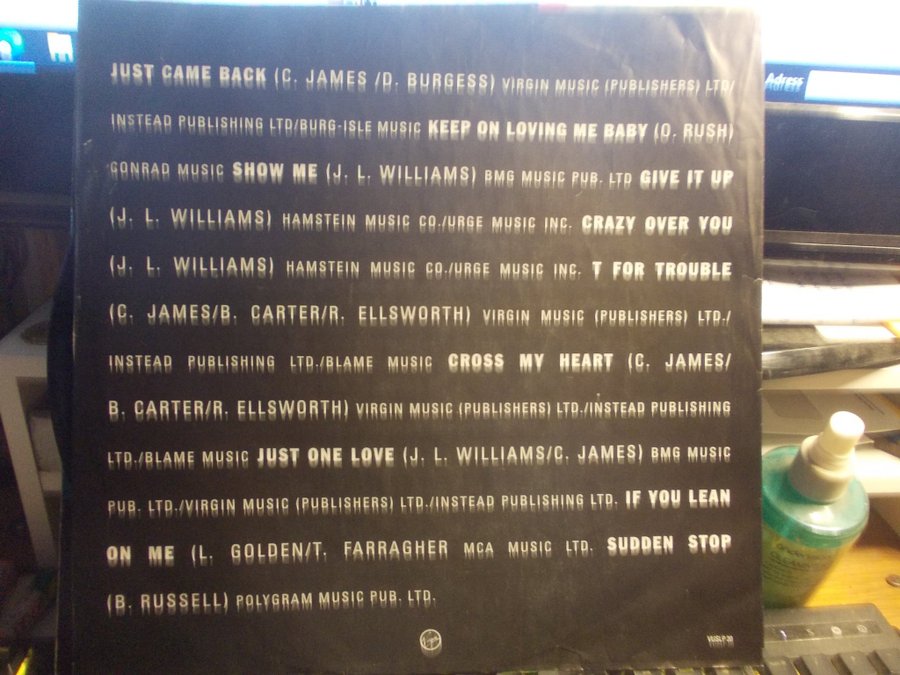 Adress
JUST CAME BACK (C. JAMES /D. BURGESS) VIRGIN MUSIC (PUBLISHERS) LTD/
INSTEAD PUBLISHING LTD/BURG-ISLE MUSIC KEEP ON LOVING ME BABY (O. RUSH)
CONRAD MUSIC SHOW ME (J. L. WILLIAMS) BMG MUSIC PUB. LTD GIVE IT UP
(J. L. WILLIAMS) HAMSTEIN MUSIC CO./URGE MUSIC INC. CRAZY OVER YOU
(J. L. WILLIAMS) HAMSTEIN MUSIC CO./URGE MUSIC INC. T FOR TROUBLE
(C. JAMES/B. CARTER/R. ELLSWORTH) VIRGIN MUSIC (PUBLISHERS) LTD./
INSTEAD PUBLISHING LTD./BLAME MUSIC CROSS MY HEART (C. JAMES/
B. CARTER/R. ELLSWORTH) VIRGIN MUSIC (PUBLISHERS) LTD./INSTEAD PUBLISHING
LTD./BLAME MUSIC JUST ONE LOVE (J. L. WILLIAMS/C. JAMES) BMG MUSIC
PUB. LTD./VIRGIN MUSIC (PUBLISHERS) LTD./INSTEAD PUBLISHING LTD. IF YOU LEAN
ON ME (L. GOLDEN/T. FARRAGHER MCA MUSIC LTD. SUDDEN STOP
(B. RUSSELL) POLYGRAM MUSIC PUB. LTD.
Virgin
VUSLP 30